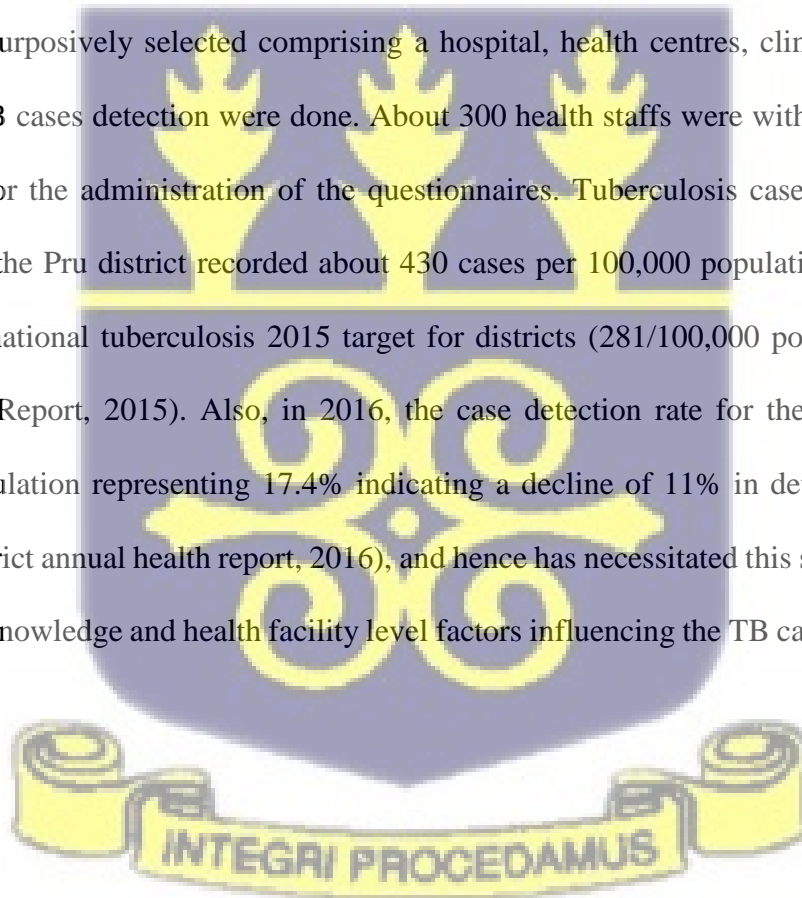 urposively selected comprising a hospital, health centres, clin
cases detection were done. About 300 health staffs were with
or the administration of the questionnaires. Tuberculosis case
the Pru district recorded about 430 cases per 100,000 populati
national tuberculosis 2015 target for districts (281/100,000 po
Report, 2015). Also, in 2016, the case detection rate for the
ulation representing 17.4% indicating a decline of 11% in de
rict annual health report, 2016), and hence has necessitated this s
nowledge and health facility level factors influencing the TB ca
INTEGRI PROCEDAMUS